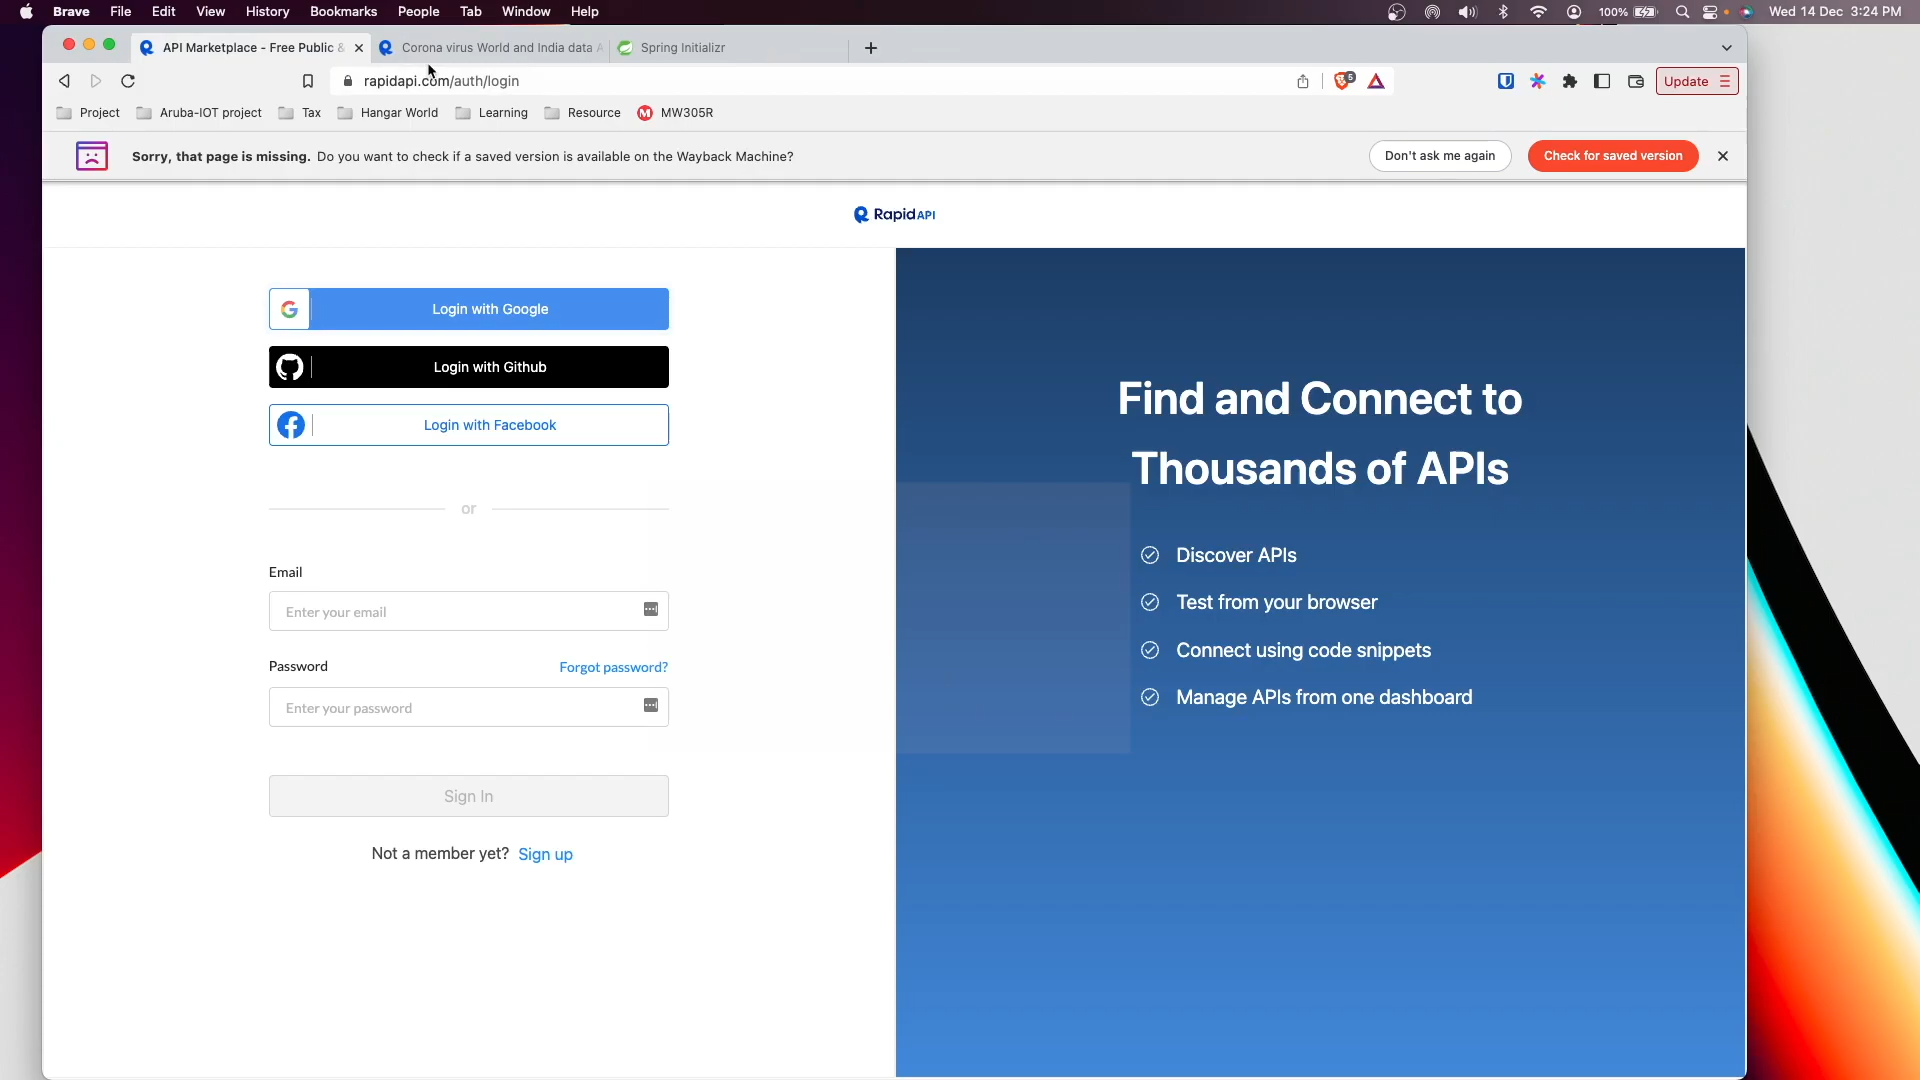 Brave File Edit View History Bookmarks People Tab Window Help 100% Wed 14 Dec 3:24 PM
API Marketplace - Free Public & Corona virus World and India data A Spring Initializr
rapidapi.com/auth/login 5 Update
Project Aruba-IOT project Tax Hangar World Learning Resource MW305R
Sorry, that page is missing. Do you want to check if a saved version is available on the Wayback Machine? Don't ask me again Check for saved version
RapidAPI
Login with Google
Login with Github
Login with Facebook
or
Email
Enter your email
Password Forgot password?
Enter your password
Sign In
Not a member yet? Sign up
Find and Connect to
Thousands of APIs
Discover APIs
Test from your browser
Connect using code snippets
Manage APIs from one dashboard